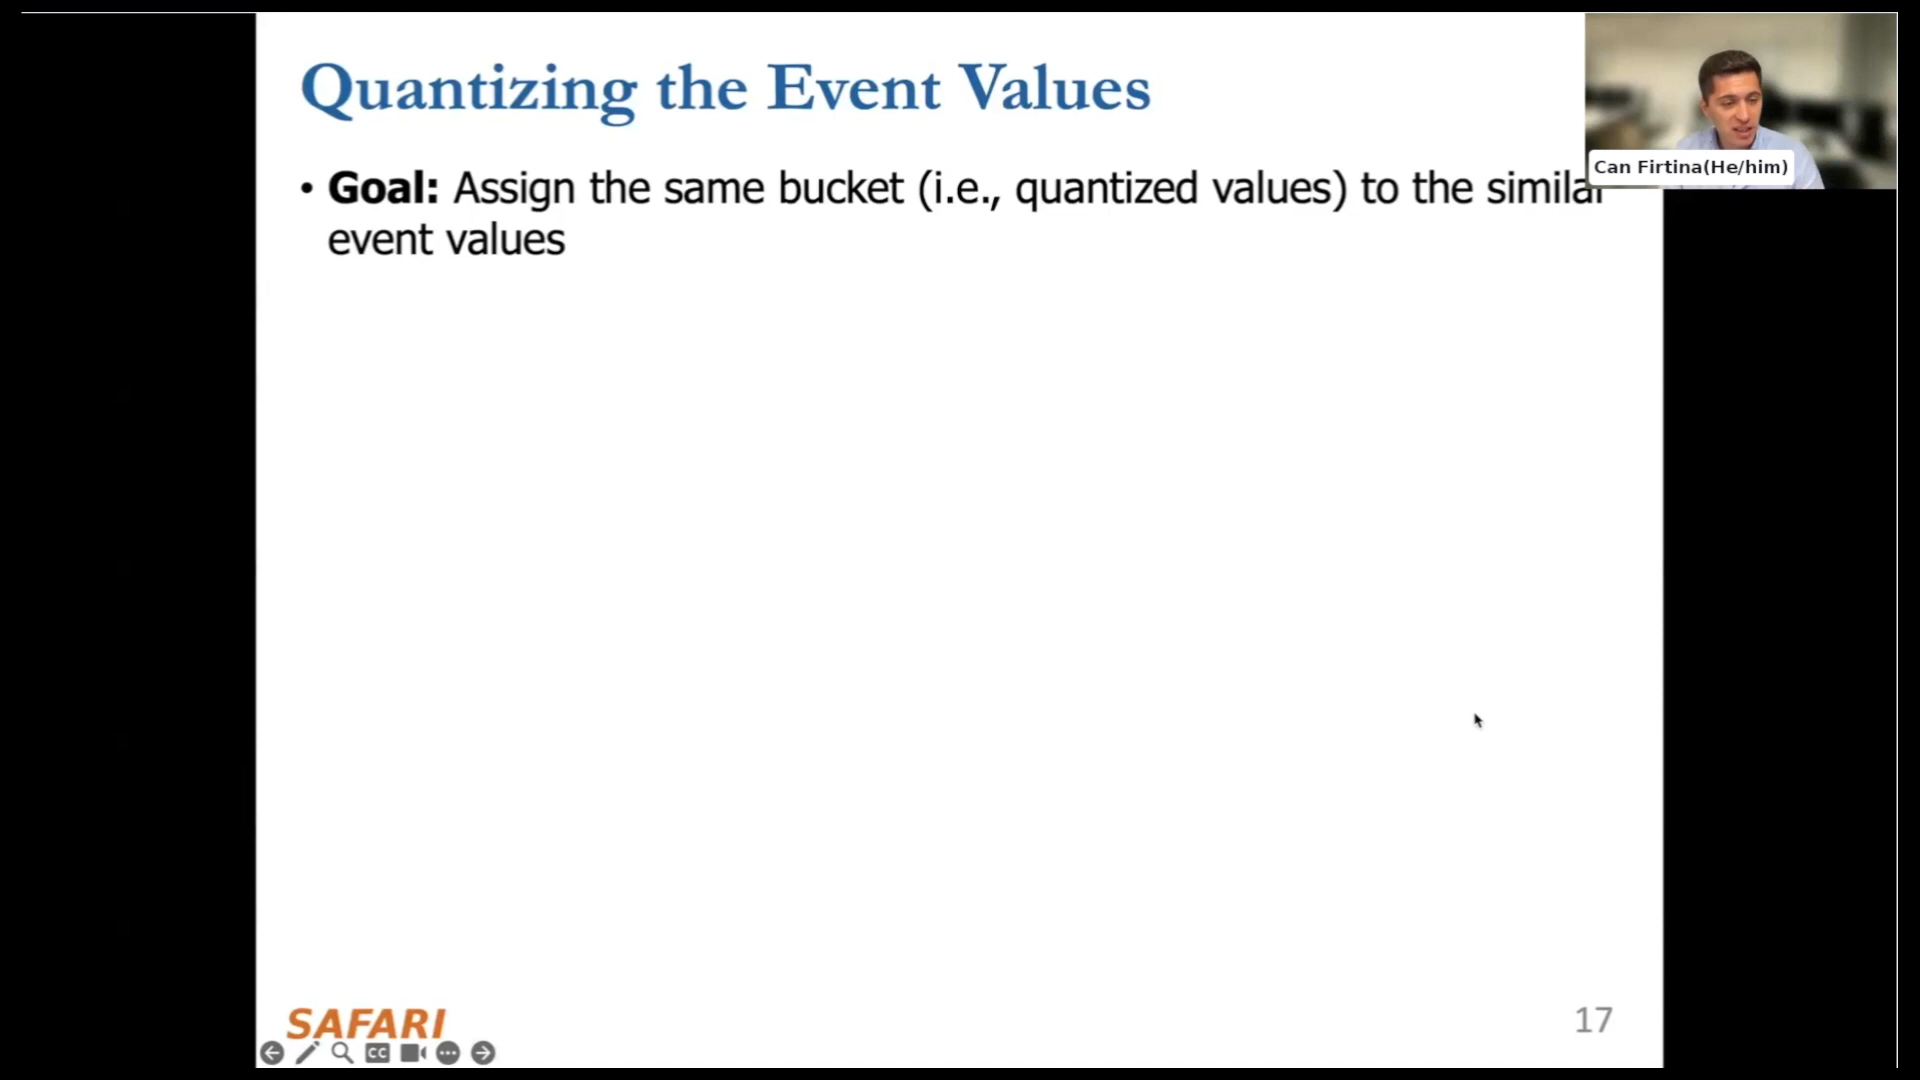 Quantizing the Event Values
Can Firtina(He/him)
• Goal: Assign the same bucket (i.e., quantized values) to the similar
event values
SAFARI
17
CC